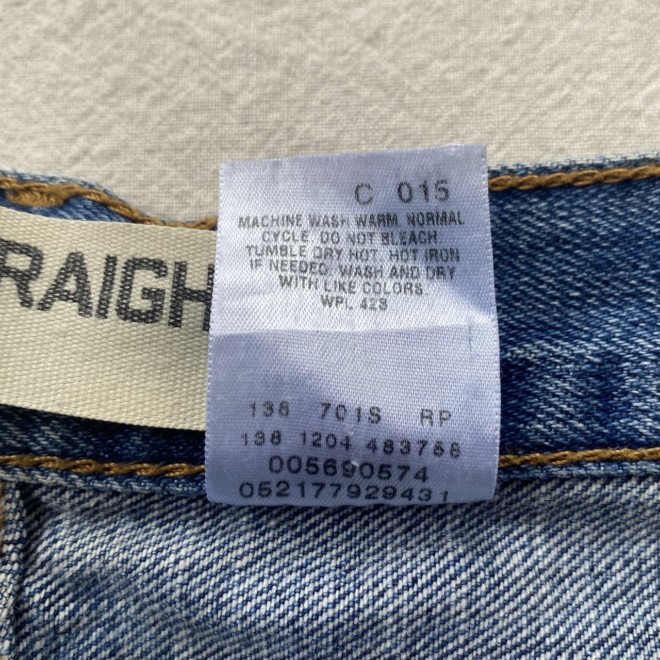 C 015
MACHINE WASH WARM, NORMAL
CYCLE. DO NOT BLEACH.
TUMBLE DRY HOT. HOT IRON
IF NEEDED. WASH AND DRY
WITH LIKE COLORS.
WPL 423
RAIGH
138 701S RP
138 1204 483758
005690574
052177929431